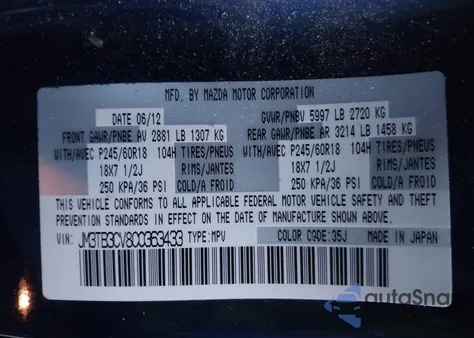 MFD. BY MAZDA MOTOR CORPORATION
DATE 06/12 GVWR/PNBV 5997 LB 2720 KG
FRONT GAWR/PNBE AV 2881 LB 1307 KG REAR GAWR/PNBE AR 3214 LB 1458 KG
WITH/AVEC P245/60R18 104H TIRES/PNEUS WITH/AVEC P245/60R18 104H TIRES/PNEUS
18X7 1/2J RIMS/JANTES 18X7 1/2J RIMS/JANTES
250 KPA/36 PSI COLD/A FROID 250 KPA/36 PSI COLD/A FROID
THIS VEHICLE CONFORMS TO ALL APPLICABLE FEDERAL MOTOR VEHICLE SAFETY AND THEFT
PREVENTION STANDARDS IN EFFECT ON THE DATE OF MANUFACTURE SHOWN ABOVE.
VIN: JM3TB3CV8C0363433 TYPE:MPV COLOR CODE:35J MADE IN JAPAN